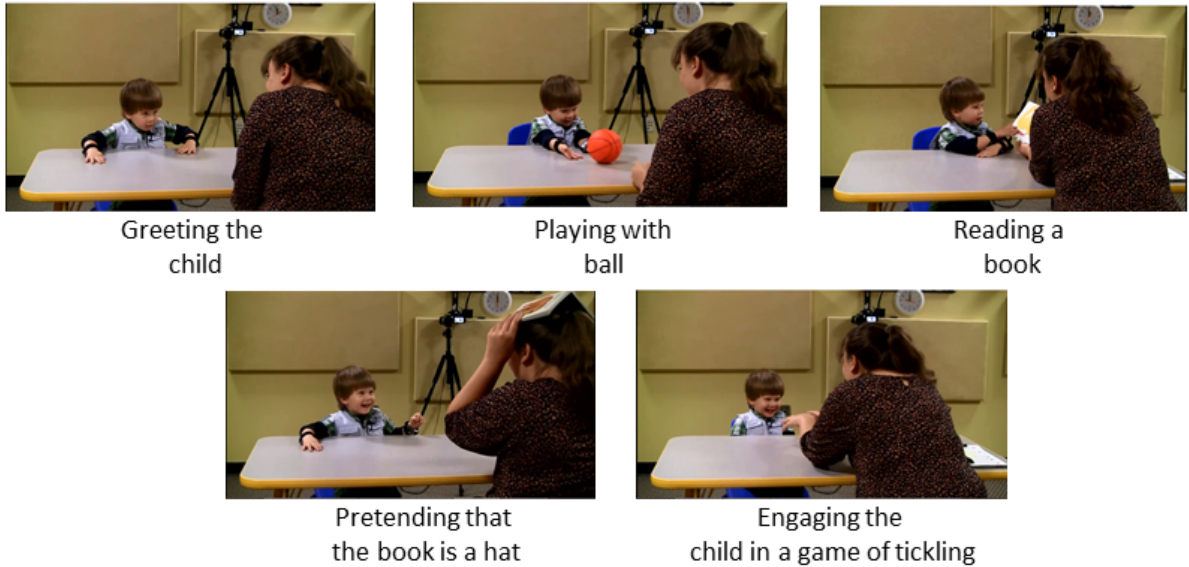 Greeting the
child
Playing with
ball
Reading a
book
Pretending that
the book is a hat
Engaging the
child in a game of tickling